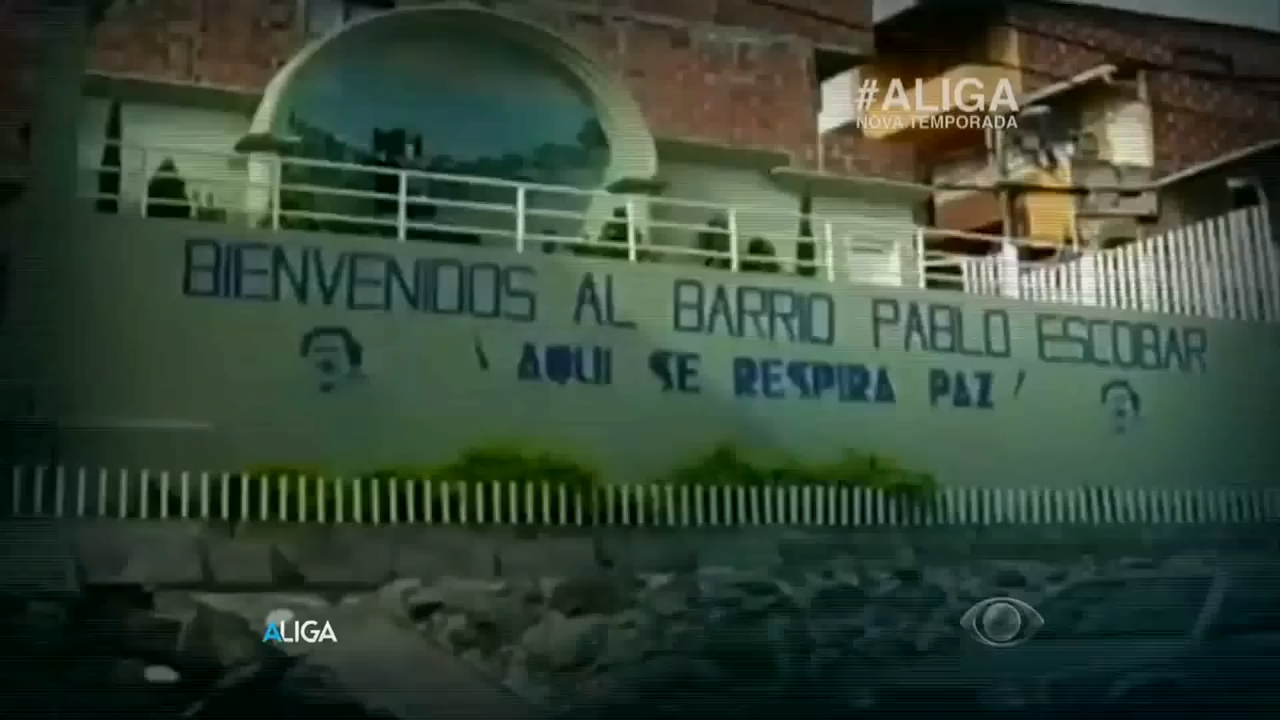 #ALIGA
NOVA TEMPORADA
BIENVENIDOS AL BARRIO PABLO ESCOBAR
¡ AQUI SE RESPIRA PAZ !
ALIGA